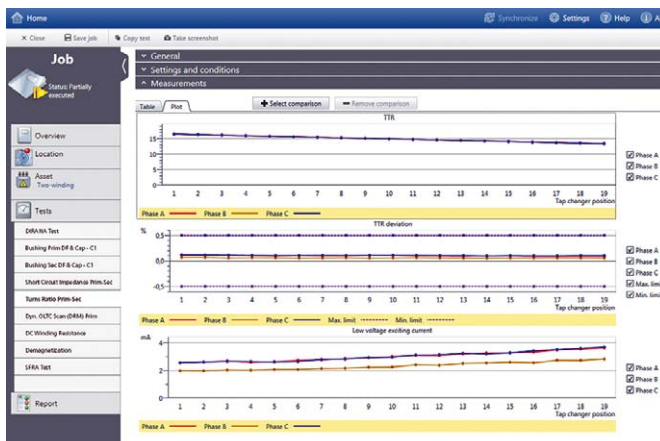 Home
Synchronize Settings Help A
Close Save job Copy test Take screenshot
Job
Status: Partially
executed
Overview
Location
Asset
Two-winding
Tests
DIRANA Test
Bushing Prim DF & Cap - C1
Bushing Sec DF & Cap - C1
Short Circuit Impedance Prim-Sec
Turns Ratio Prim-Sec
Dyn. OLTC Scan (DRM) Prim
DC Winding Resistance
Demagnetization
SFRA Test
Report
General
Settings and conditions
Measurements
Table Plot Select comparison Remove comparison
TTR
15
10
5
0
1 2 3 4 5 6 7 8 9 10 11 12 13 14 15 16 17 18 19
Tap changer position
Phase A Phase B Phase C
Phase A
Phase B
Phase C
TTR deviation
%
0,5
0,0
-0,5
1 2 3 4 5 6 7 8 9 10 11 12 13 14 15 16 17 18 19
Tap changer position
Phase A Phase B Phase C Max. limit Min. limit
Phase A
Phase B
Phase C
Max. limi
Min. limi
Low voltage exciting current
mA
4
2
0
1 2 3 4 5 6 7 8 9 10 11 12 13 14 15 16 17 18 19
Tap changer position
Phase A Phase B Phase C
Phase A
Phase B
Phase C